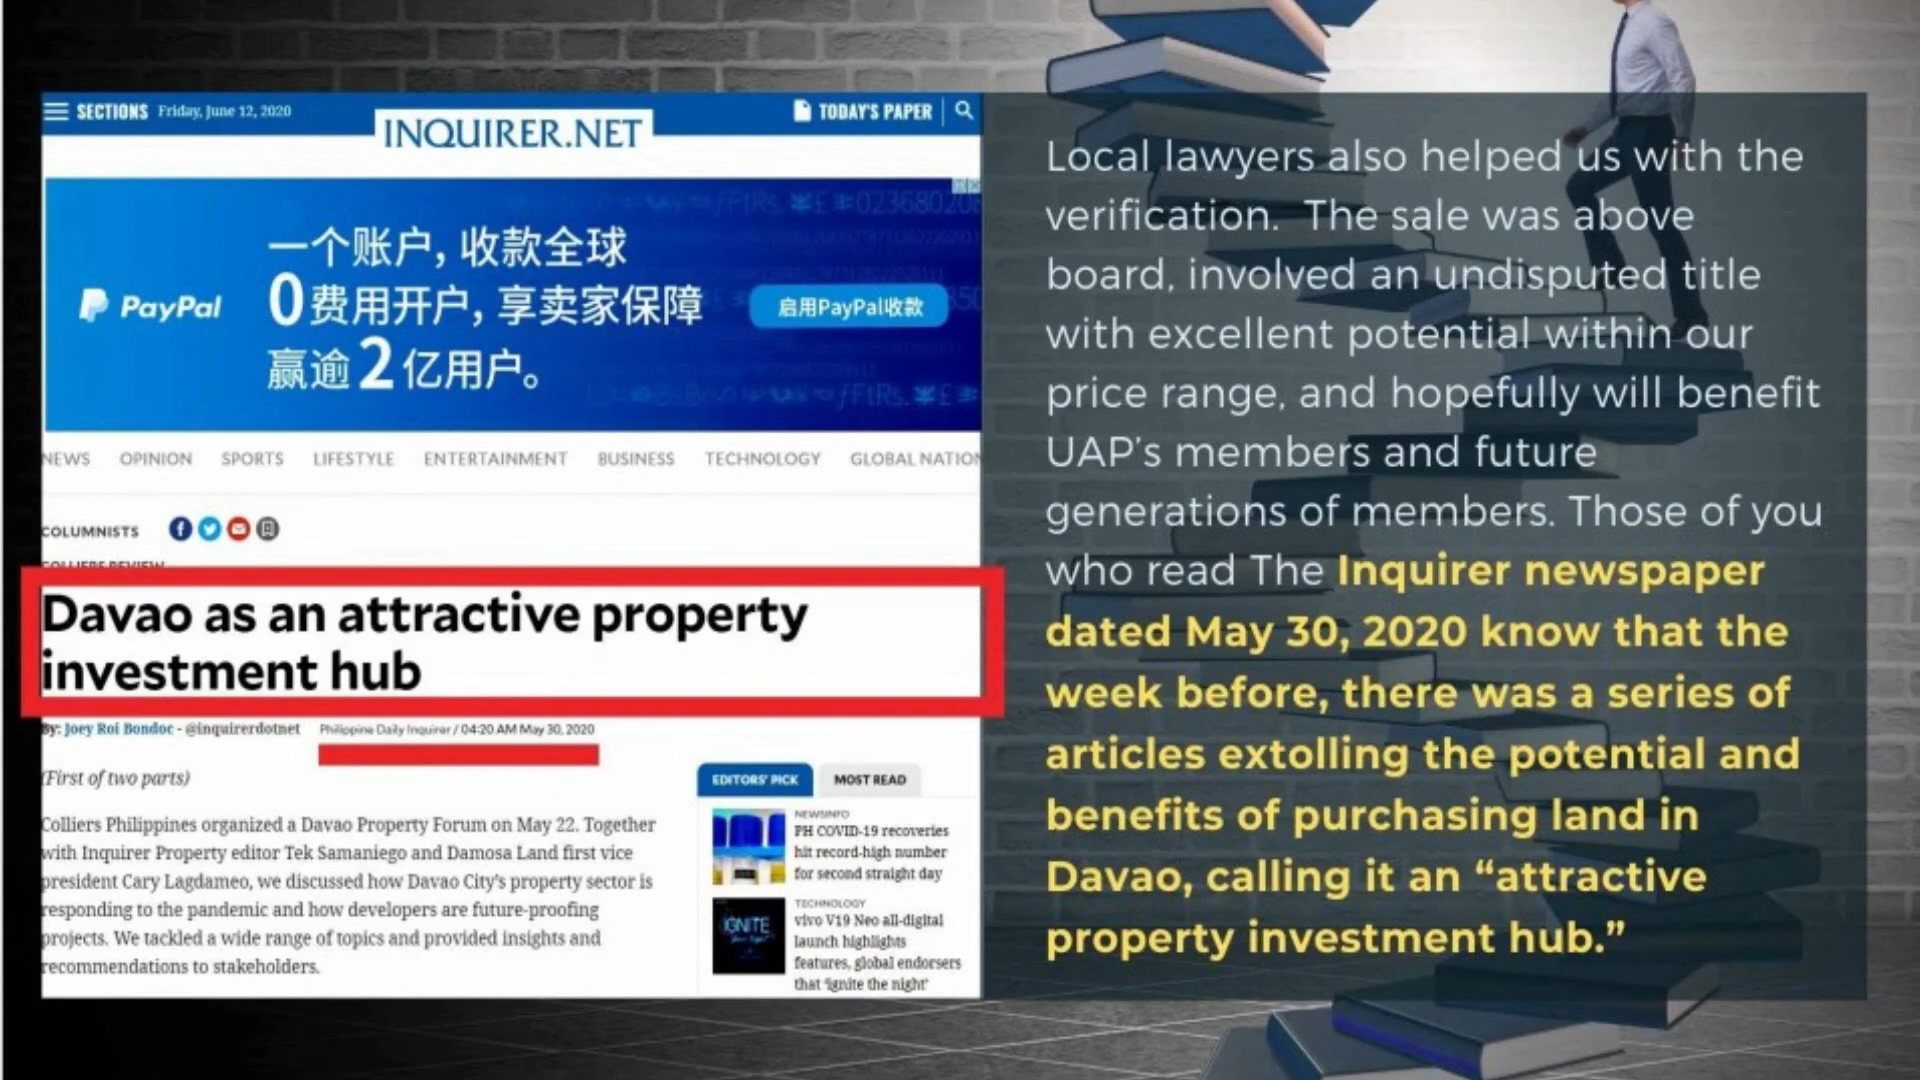 SECTIONS Friday, June 12, 2020
INQUIRER.NET
TODAY'S PAPER
PayPal
一个账户, 收款全球
0费用开户, 享卖家保障
赢逾2亿用户。
启用PayPal收款
NEWS OPINION SPORTS LIFESTYLE ENTERTAINMENT BUSINESS TECHNOLOGY GLOBAL NATION
COLUMNISTS
COLLIERS REVIEW
Davao as an attractive property
investment hub
By: Joey Roi Bondoc - @inquirerdotnet Philippine Daily Inquirer / 04:20 AM May 30, 2020
(First of two parts)
Colliers Philippines organized a Davao Property Forum on May 22. Together
with Inquirer Property editor Tek Samaniego and Damosa Land first vice
president Cary Lagdameo, we discussed how Davao City's property sector is
responding to the pandemic and how developers are future-proofing
projects. We tackled a wide range of topics and provided insights and
recommendations to stakeholders.
EDITORS' PICK MOST READ
NEWSINFO
PH COVID-19 recoveries
hit record-high number
for second straight day
IGNITE
TECHNOLOGY
vivo V19 Neo all-digital
launch highlights
features, global endorsers
that 'ignite the night'
Local lawyers also helped us with the
verification. The sale was above
board, involved an undisputed title
with excellent potential within our
price range, and hopefully will benefit
UAP's members and future
generations of members. Those of you
who read The Inquirer newspaper
dated May 30, 2020 know that the
week before, there was a series of
articles extolling the potential and
benefits of purchasing land in
Davao, calling it an “attractive
property investment hub.”